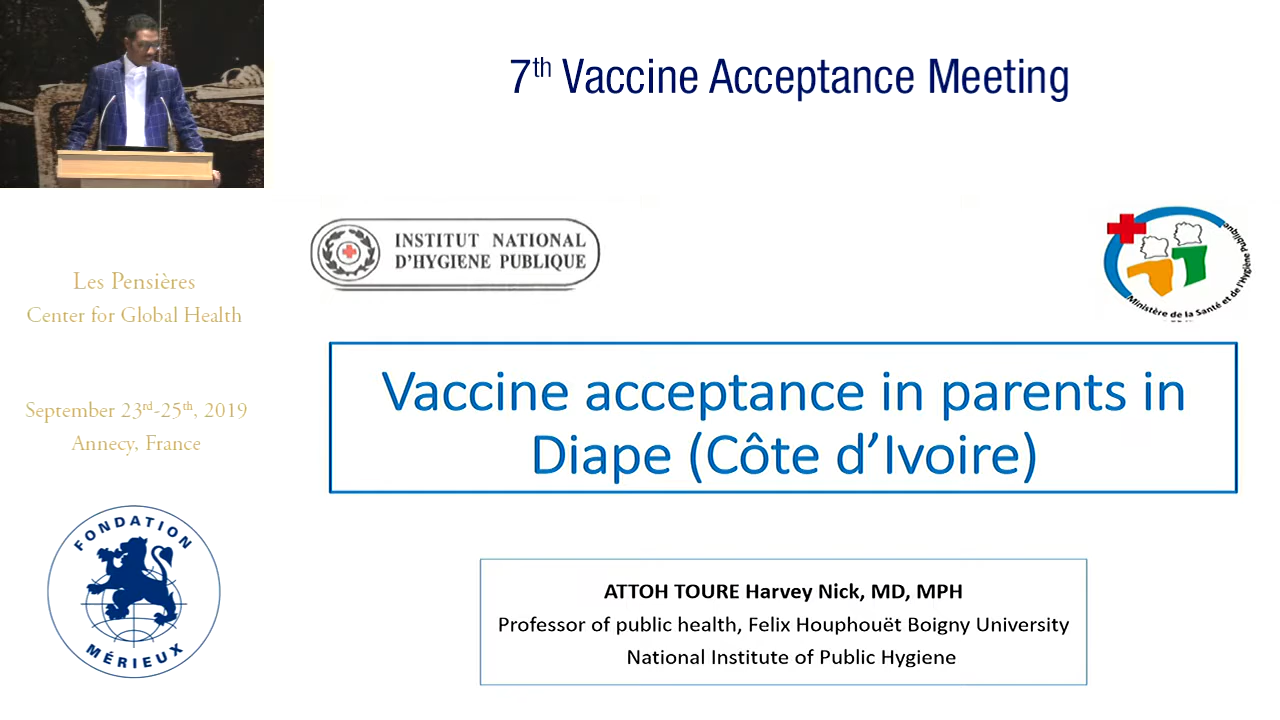 7th Vaccine Acceptance Meeting
INSTITUT NATIONAL
D'HYGIENE PUBLIQUE
Ministère de la Santé et de l'Hygiène Publique
Les Pensières
Center for Global Health
September 23rd-25th, 2019
Annecy, France
FONDATION
MÉRIEUX
Vaccine acceptance in parents in
Diape (Côte d’Ivoire)
ATTOH TOURE Harvey Nick, MD, MPH
Professor of public health, Felix Houphouët Boigny University
National Institute of Public Hygiene